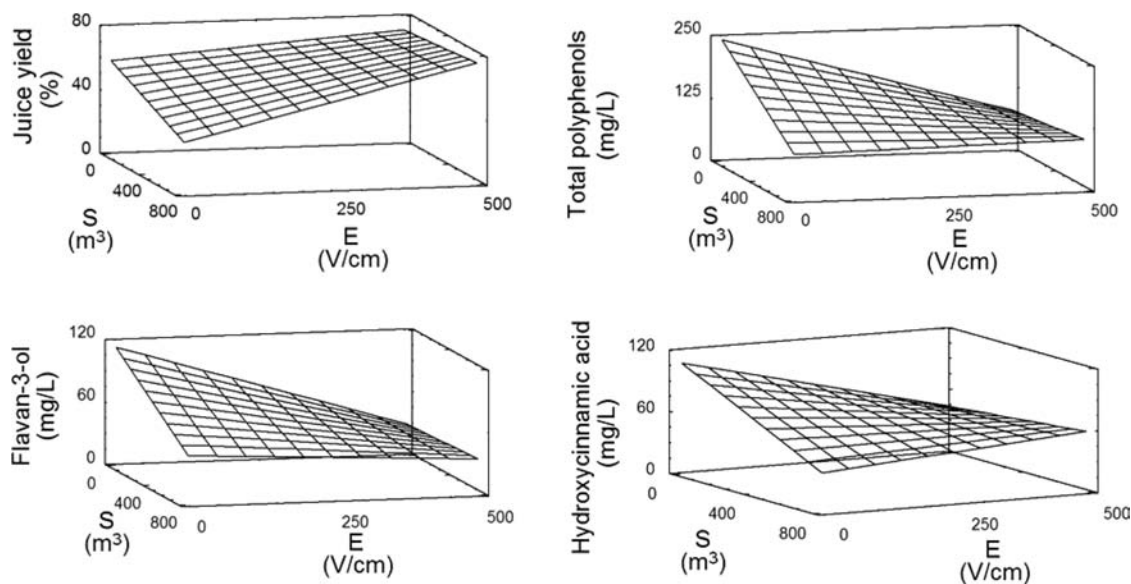 Juice yield
(%)
80
40
0
0
400
800
S
(m³)
0
250
500
E
(V/cm)
Total polyphenols
(mg/L)
250
125
0
0
400
800
S
(m³)
0
250
500
E
(V/cm)
Flavan-3-ol
(mg/L)
120
60
0
0
400
800
S
(m³)
0
250
500
E
(V/cm)
Hydroxycinnamic acid
(mg/L)
120
60
0
0
400
800
S
(m³)
0
250
500
E
(V/cm)